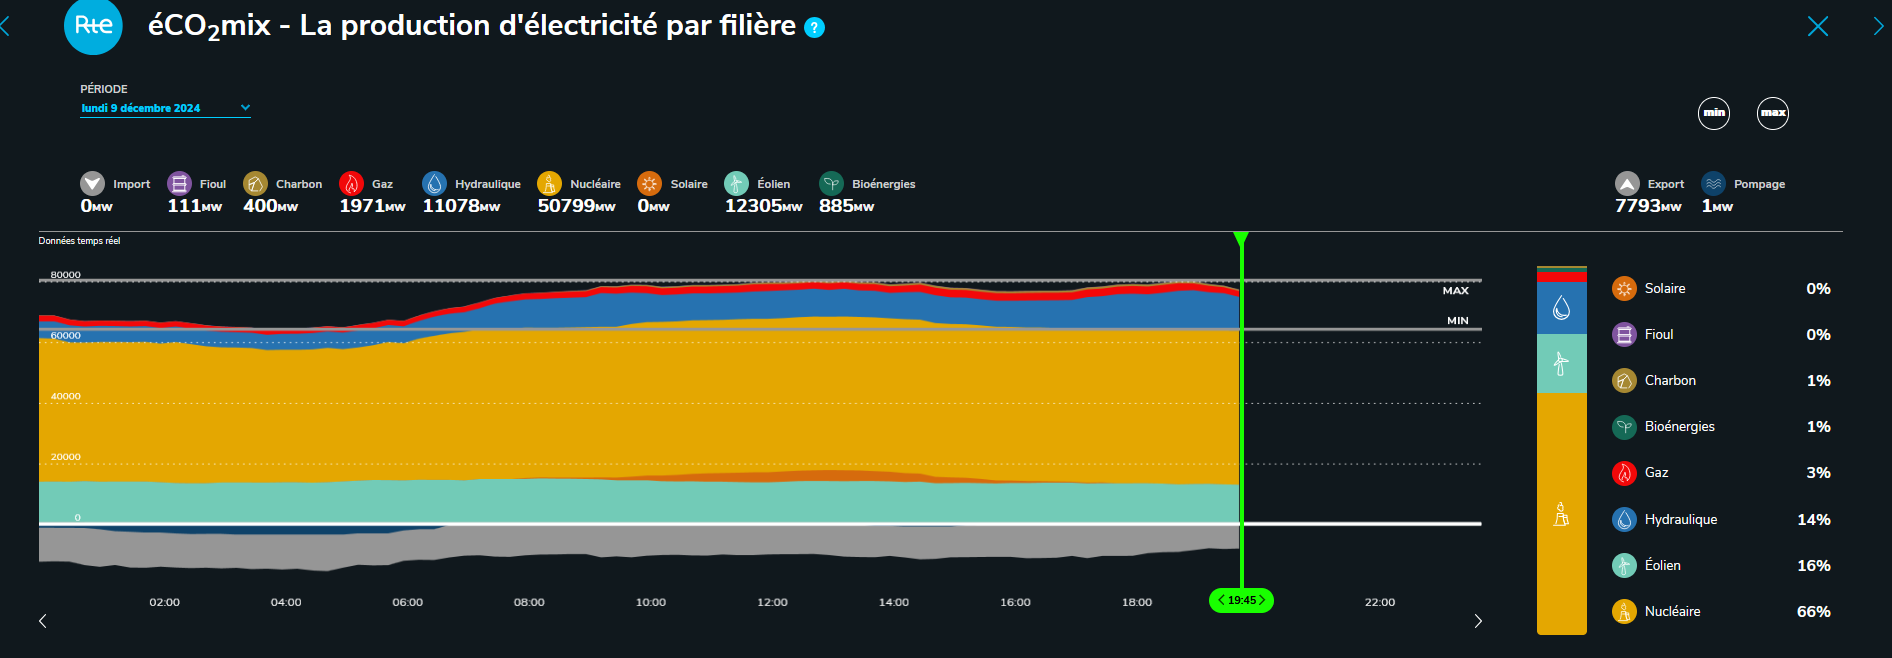 Rte
éCO2mix - La production d'électricité par filière ?
PÉRIODE
lundi 9 décembre 2024
min max
Import Fioul Charbon Gaz Hydraulique Nucléaire Solaire Éolien Bioénergies Export Pompage
0MW 111MW 400MW 1971MW 11078MW 50799MW 0MW 12305MW 885MW 7793MW 1MW
Données temps réel
80000
MAX
MIN
60000
40000
20000
0
02:00 04:00 06:00 08:00 10:00 12:00 14:00 16:00 18:00 19:45 22:00
Solaire 0%
Fioul 0%
Charbon 1%
Bioénergies 1%
Gaz 3%
Hydraulique 14%
Éolien 16%
Nucléaire 66%